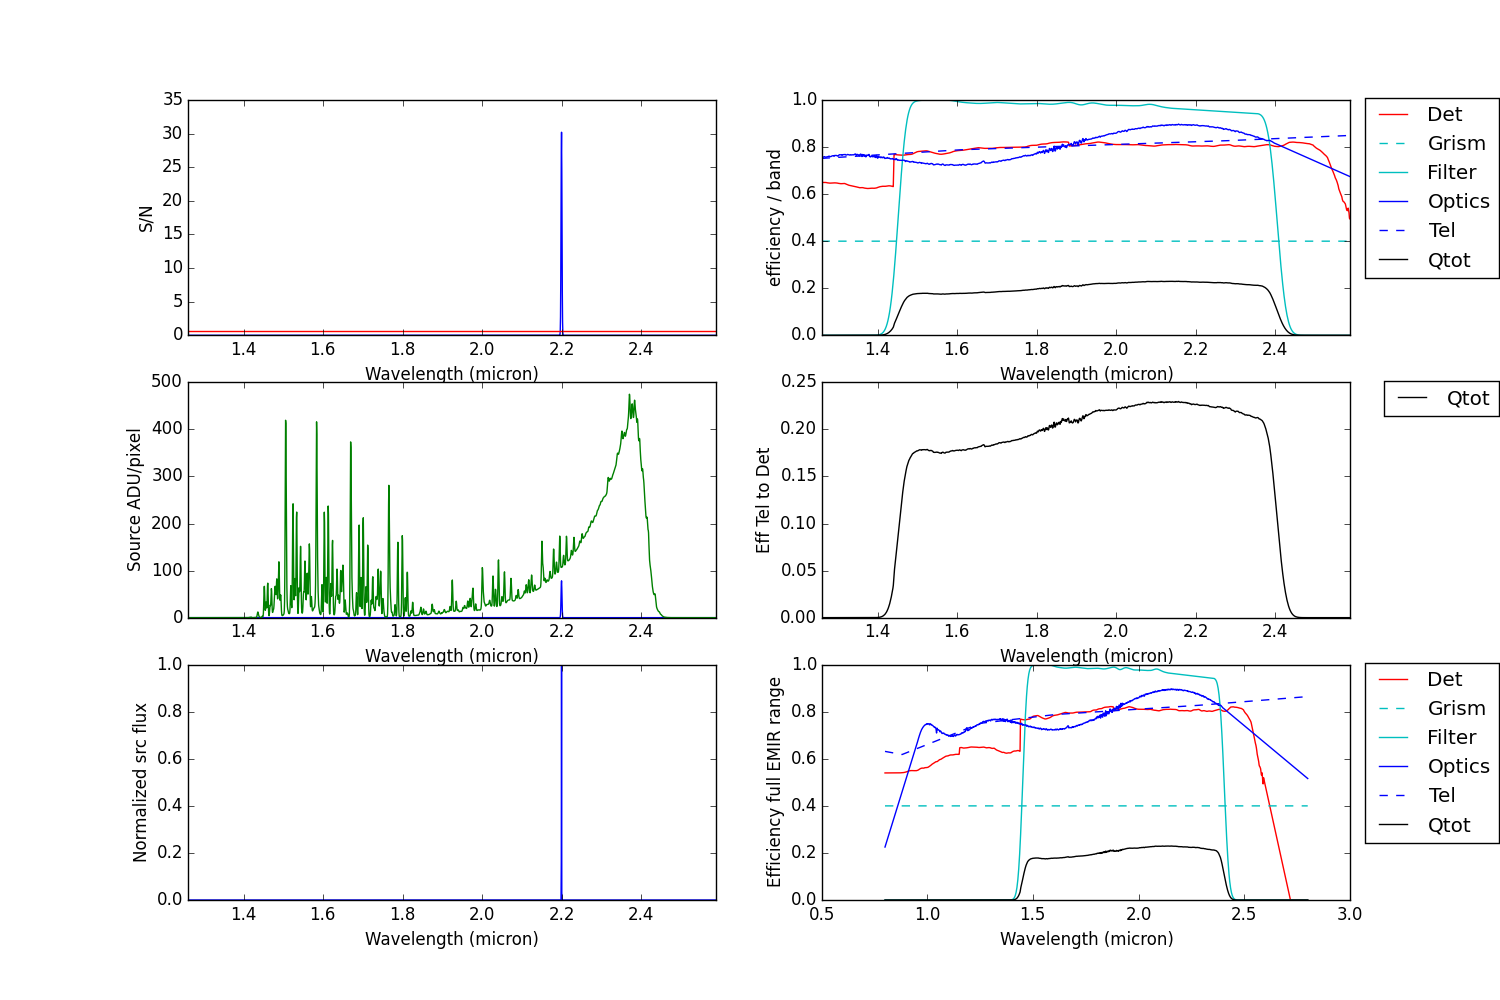 S/N
35
30
25
20
15
10
5
0
1.4 1.6 1.8 2.0 2.2 2.4
Wavelength (micron)
efficiency / band
1.0
0.8
0.6
0.4
0.2
0.0
1.4 1.6 1.8 2.0 2.2 2.4
Wavelength (micron)
Det
Grism
Filter
Optics
Tel
Qtot
Source ADU/pixel
500
400
300
200
100
0
1.4 1.6 1.8 2.0 2.2 2.4
Wavelength (micron)
Eff Tel to Det
0.25
0.20
0.15
0.10
0.05
0.00
1.4 1.6 1.8 2.0 2.2 2.4
Wavelength (micron)
Qtot
Normalized src flux
1.0
0.8
0.6
0.4
0.2
0.0
1.4 1.6 1.8 2.0 2.2 2.4
Wavelength (micron)
Efficiency full EMIR range
1.0
0.8
0.6
0.4
0.2
0.0
0.5 1.0 1.5 2.0 2.5 3.0
Wavelength (micron)
Det
Grism
Filter
Optics
Tel
Qtot